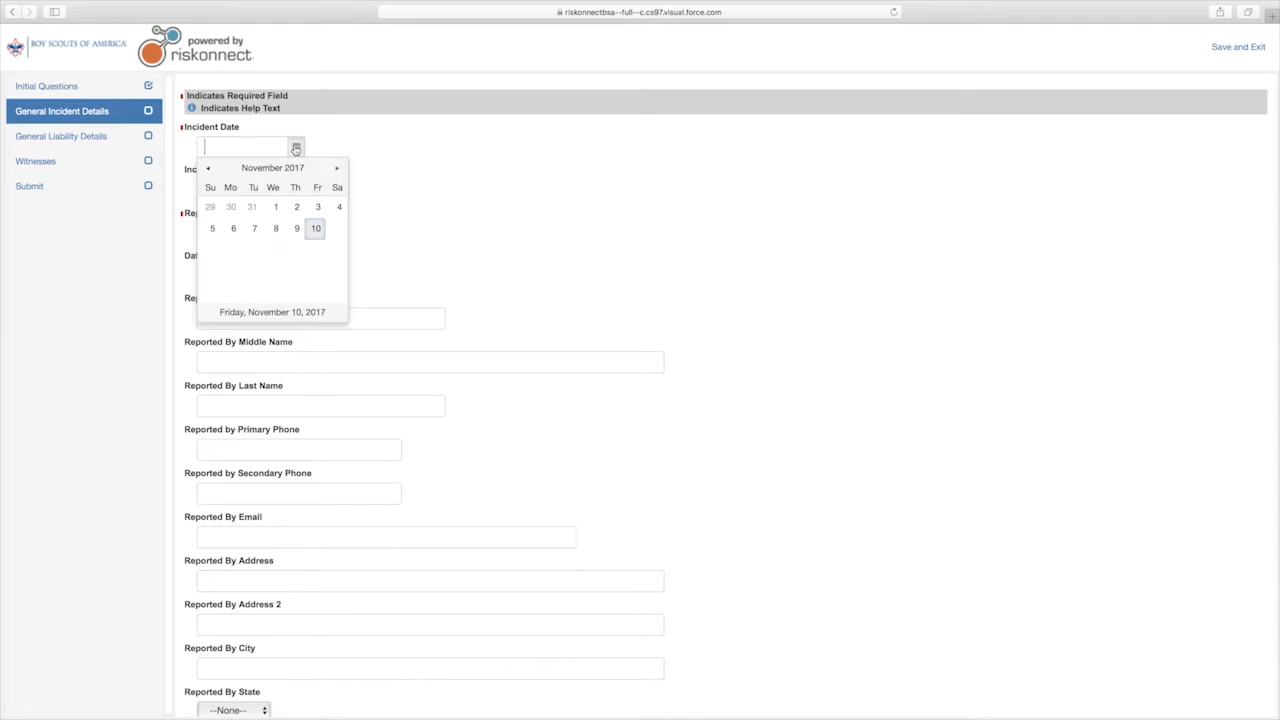 riskonnectbsa--full--c.cs97.visual.force.com
BOY SCOUTS OF AMERICA
powered by
riskonnect
Save and Exit
Initial Questions
General Incident Details
General Liability Details
Witnesses
Submit
Indicates Required Field
Indicates Help Text
Incident Date
Inc
November 2017
Su Mo Tu We Th Fr Sa
29 30 31 1 2 3 4
5 6 7 8 9 10
Friday, November 10, 2017
Rep
Dat
Rep
Reported By Middle Name
Reported By Last Name
Reported by Primary Phone
Reported by Secondary Phone
Reported By Email
Reported By Address
Reported By Address 2
Reported By City
Reported By State
--None--